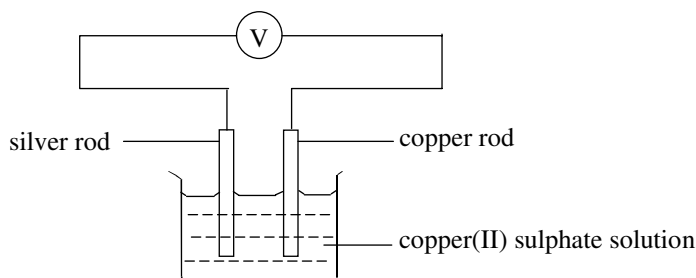 V
silver rod
copper rod
copper(II) sulphate solution